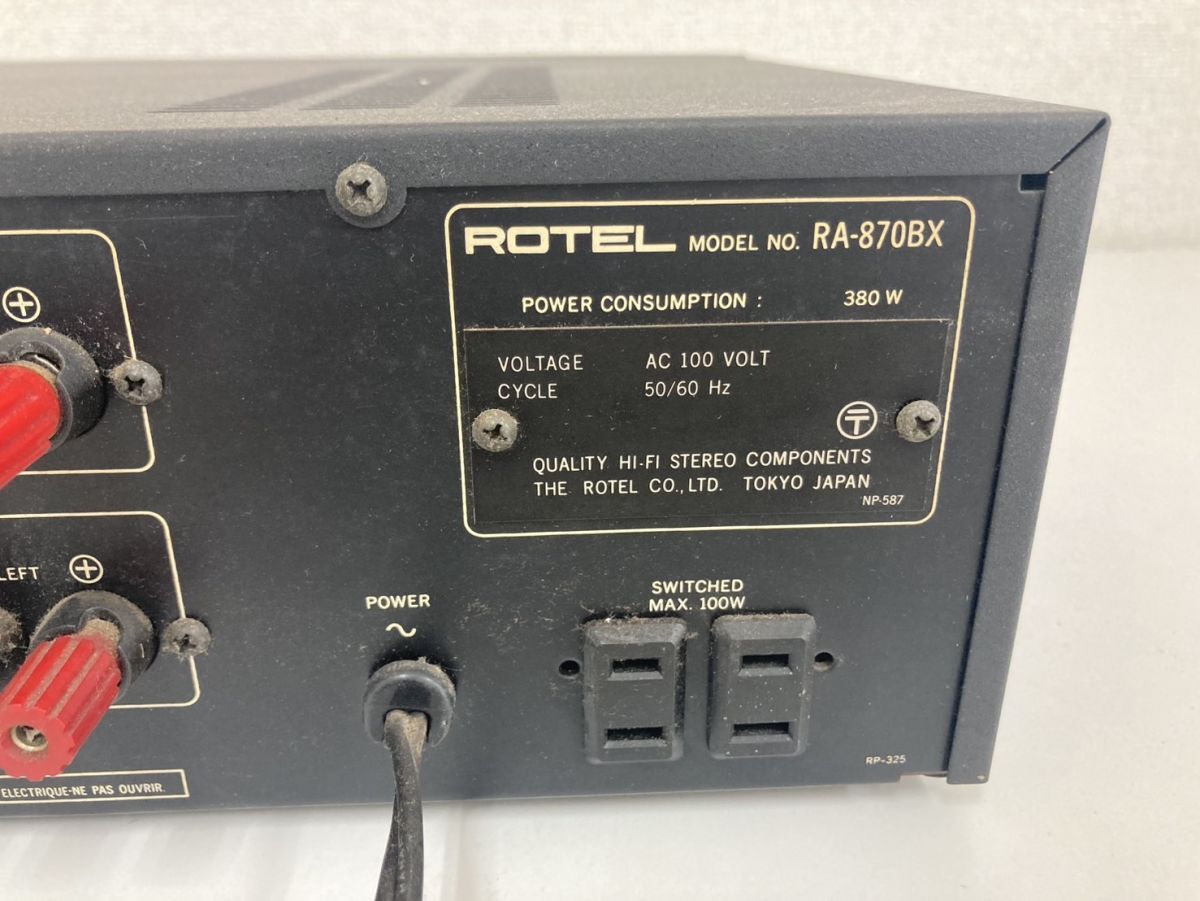 ROTEL MODEL NO. RA-870BX
POWER CONSUMPTION : 380 W
VOLTAGE AC 100 VOLT
CYCLE 50/60 Hz
QUALITY HI-FI STEREO COMPONENTS
THE ROTEL CO., LTD. TOKYO JAPAN
NP-587
LEFT
POWER
SWITCHED
MAX. 100W
RP-325
ELECTRIQUE-NE PAS OUVRIR.